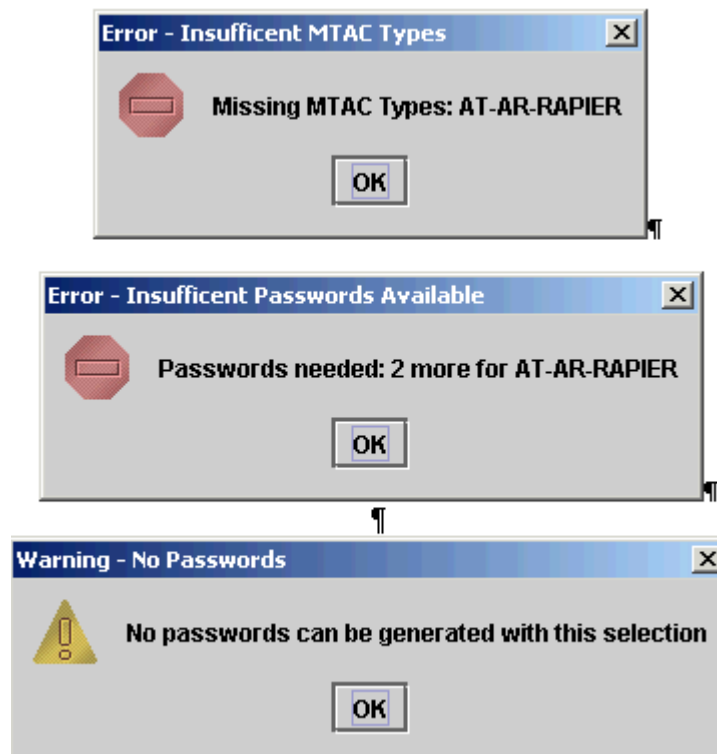 Error - Insufficent MTAC Types
Missing MTAC Types: AT-AR-RAPIER
OK
¶
Error - Insufficent Passwords Available
Passwords needed: 2 more for AT-AR-RAPIER
OK
¶
¶
Warning - No Passwords
No passwords can be generated with this selection
OK